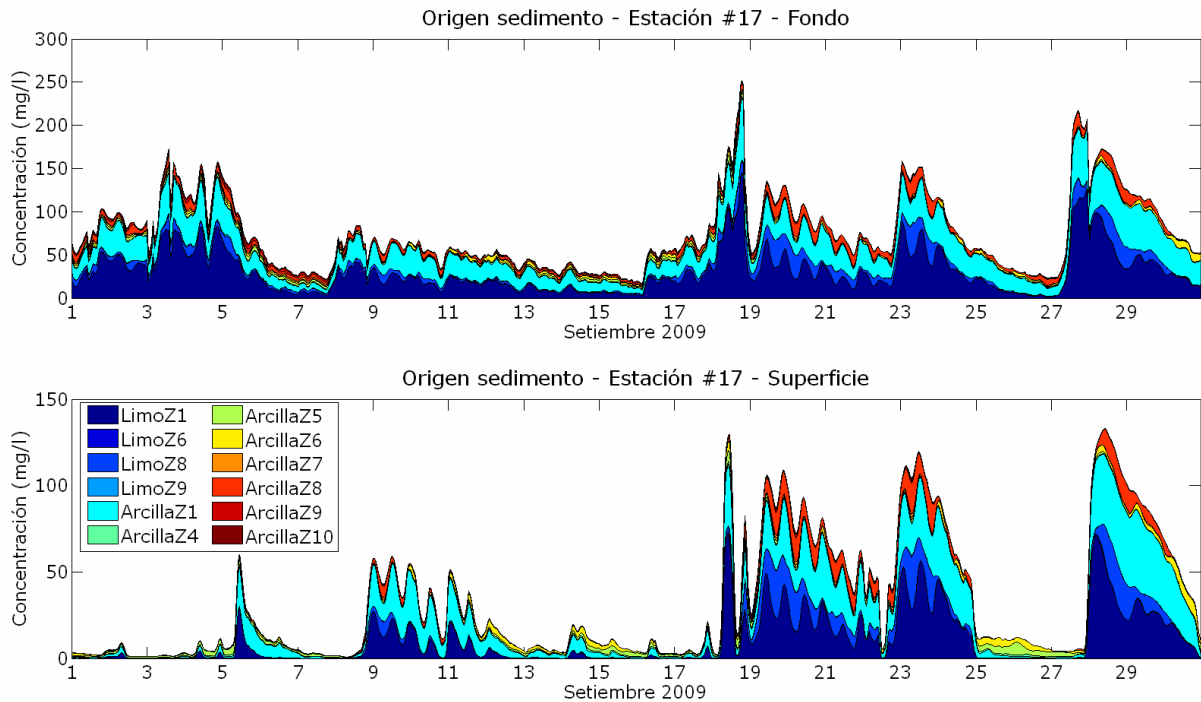 Origen sedimento - Estación #17 - Fondo
300
250
200
150
100
50
0
Concentración (mg/l)
1 3 5 7 9 11 13 15 17 19 21 23 25 27 29
Setiembre 2009
Origen sedimento - Estación #17 - Superficie
150
100
50
0
Concentración (mg/l)
LimoZ1 ArcillaZ5
LimoZ6 ArcillaZ6
LimoZ8 ArcillaZ7
LimoZ9 ArcillaZ8
ArcillaZ1 ArcillaZ9
ArcillaZ4 ArcillaZ10
1 3 5 7 9 11 13 15 17 19 21 23 25 27 29
Setiembre 2009